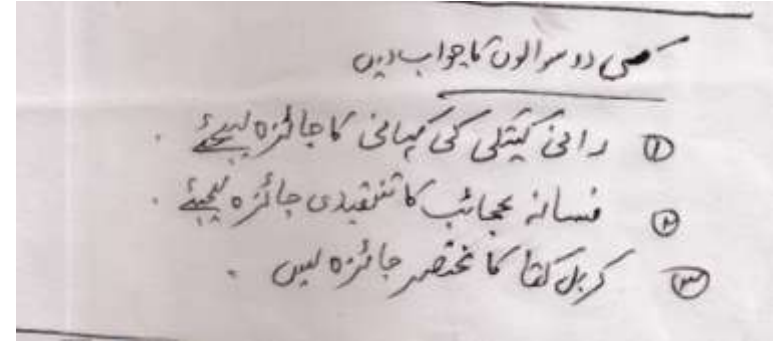 کسی دو سوالوں کا جواب دیں
① رانی کیتکی کی کہانی کا جائزہ لیجئے ۔
② فسانہ عجائب کا تنقیدی جائزہ لیجئے ۔
③ کربل کتھا کا مختصر جائزہ لیں ۔